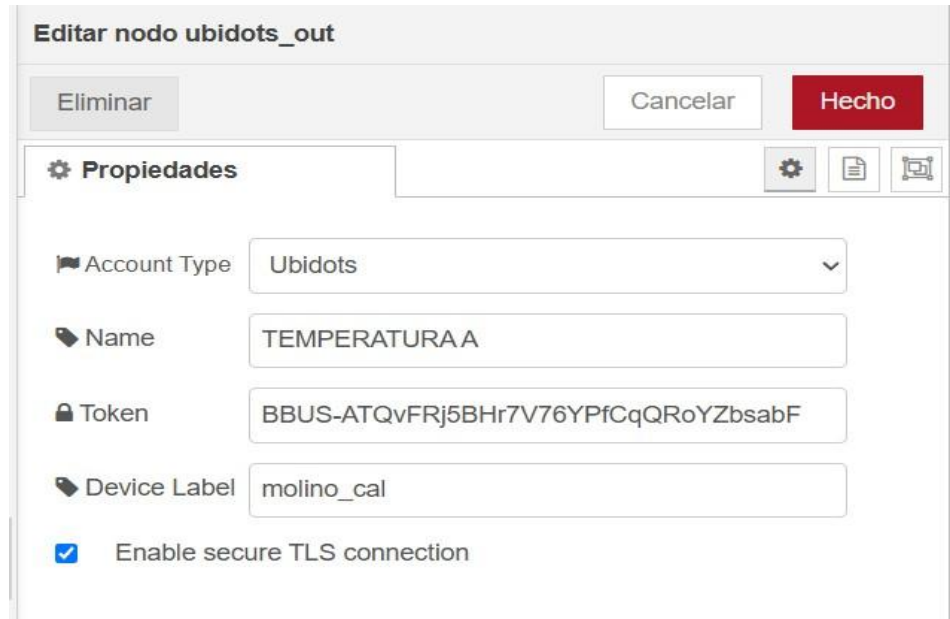 Editar nodo ubidots_out
Eliminar Cancelar Hecho
Propiedades
Account Type Ubidots
Name TEMPERATURA A
Token BBUS-ATQvFRj5BHr7V76YPfCqQRoYZbsabF
Device Label molino_cal
Enable secure TLS connection